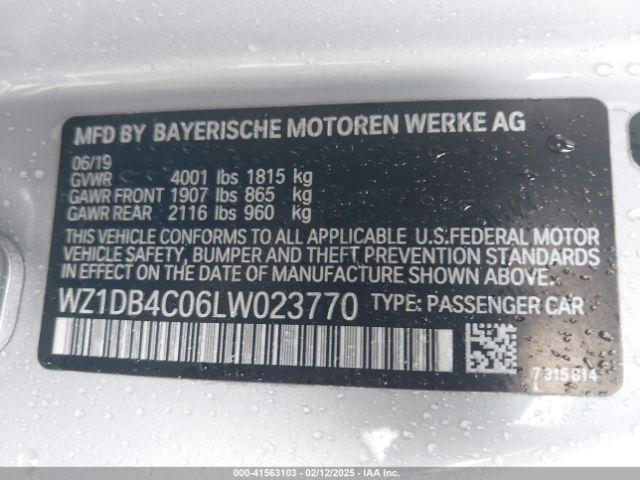 MFD BY BAYERISCHE MOTOREN WERKE AG
06/19
GVWR 4001 lbs 1815 kg
GAWR FRONT 1907 lbs 865 kg
GAWR REAR 2116 lbs 960 kg
THIS VEHICLE CONFORMS TO ALL APPLICABLE U.S.FEDERAL MOTOR
VEHICLE SAFETY, BUMPER AND THEFT PREVENTION STANDARDS
IN EFFECT ON THE DATE OF MANUFACTURE SHOWN ABOVE.
WZ1DB4C06LW023770 TYPE: PASSENGER CAR
7 315 814
000-41563103 - 02/12/2025 - IAA Inc.